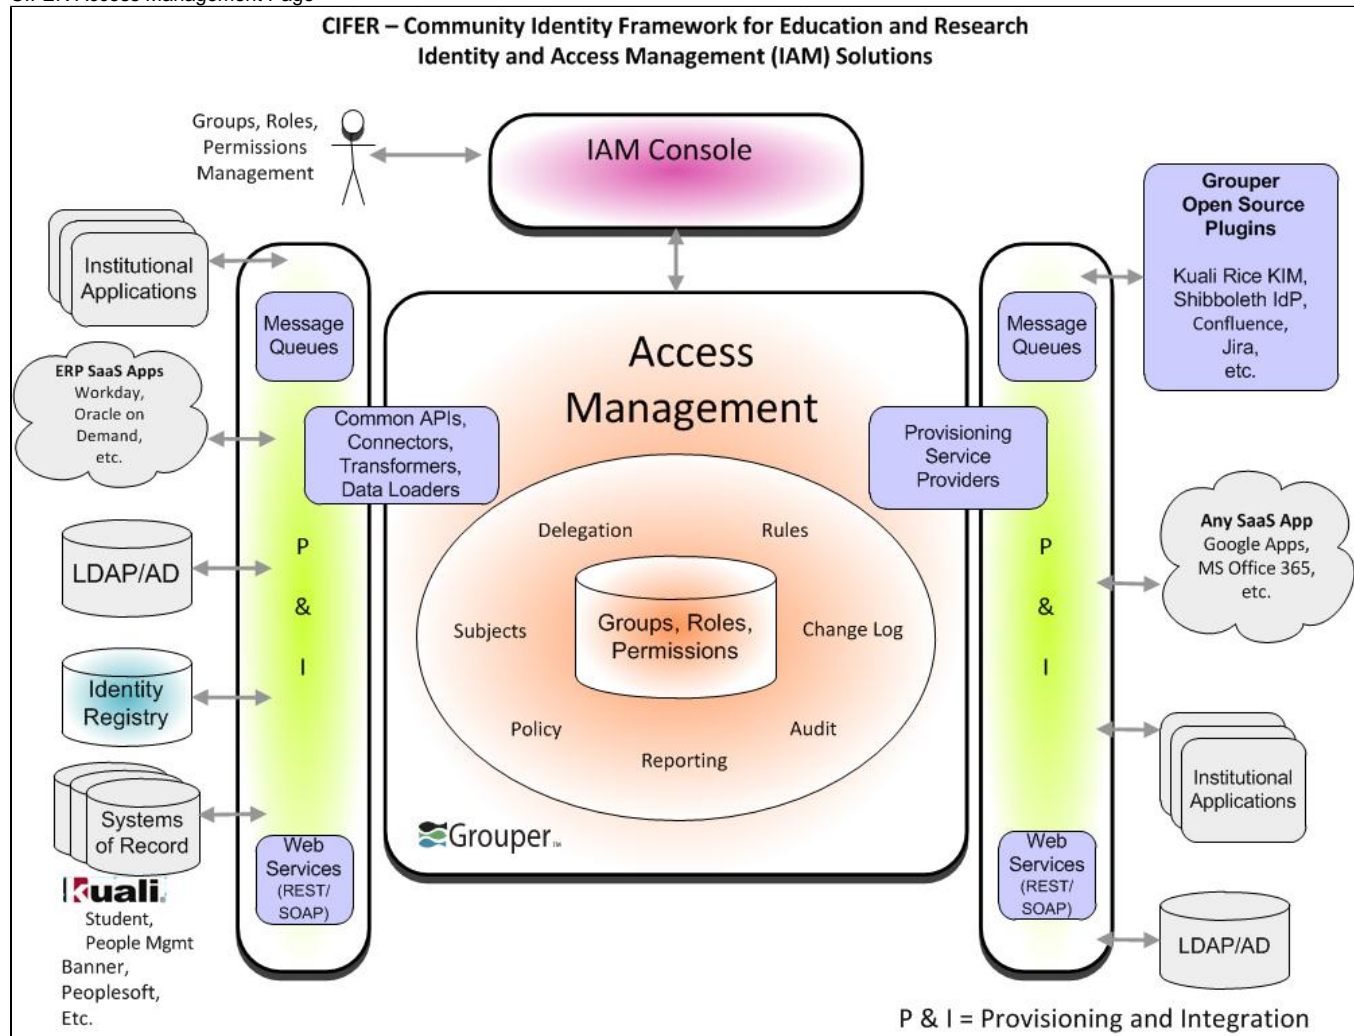 CIFER Access Management Page
CIFER – Community Identity Framework for Education and Research
Identity and Access Management (IAM) Solutions
Groups, Roles,
Permissions
Management
IAM Console
Grouper
Open Source
Plugins
Kuali Rice KIM,
Shibboleth IdP,
Confluence,
Jira,
etc.
Institutional
Applications
Message
Queues
Access
Management
Message
Queues
ERP SaaS Apps
Workday,
Oracle on
Demand,
etc.
Common APIs,
Connectors,
Transformers,
Data Loaders
Provisioning
Service
Providers
Any SaaS App
Google Apps,
MS Office 365,
etc.
P
&
I
P
&
I
LDAP/AD
Delegation
Rules
Subjects
Groups, Roles,
Permissions
Change Log
Identity
Registry
Policy
Audit
Reporting
Institutional
Applications
Systems
of Record
Grouper TM
Web
Services
(REST/
SOAP)
Web
Services
(REST/
SOAP)
Kuali
Student,
People Mgmt
Banner,
Peoplesoft,
Etc.
LDAP/AD
P & I = Provisioning and Integration